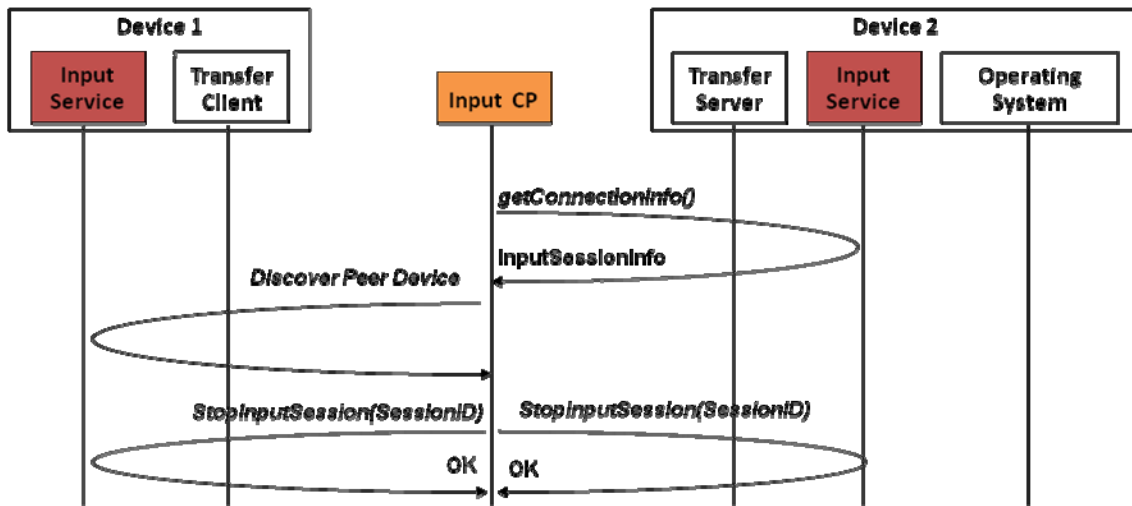 Device 1
Device 2
Input
Service
Transfer
Client
Input CP
Transfer
Server
Input
Service
Operating
System
getConnectionInfo()
InputSessionInfo
Discover Peer Device
StopInputSession(SessionID)
StopInputSession(SessionID)
OK
OK